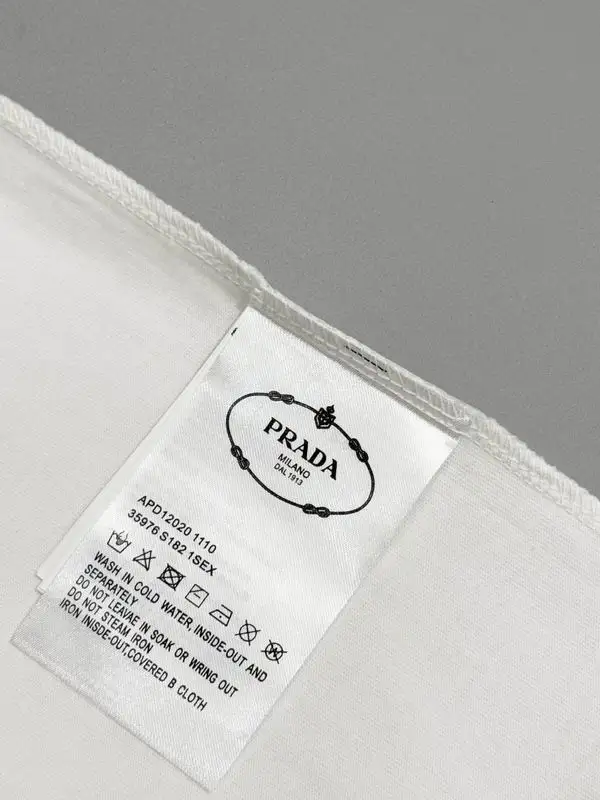 PRADA
MILANO
DAL 1913
APD12020 1110
35976 S182 1SEX
WASH IN COLD WATER, INSIDE-OUT AND
SEPARATELY
DO NOT LEAVAE IN SOAK OR WRING OUT
DO NOT STEAM IRON
IRON INISDE-OUT,COVERED B CLOTH